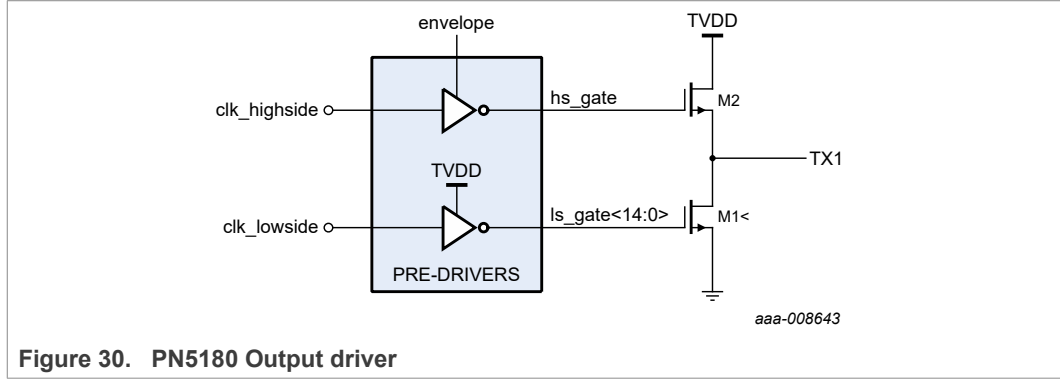 envelope
TVDD
clk_highside
hs_gate
M2
TVDD
TX1
clk_lowside
ls_gate<14:0>
M1<
PRE-DRIVERS
aaa-008643
Figure 30. PN5180 Output driver